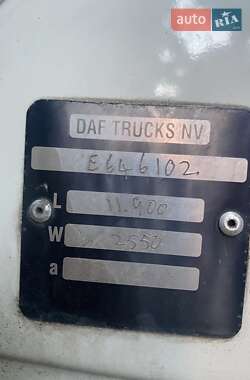 auto RIA
DAF TRUCKS NV
E646102
L 11.900
W 2550
a